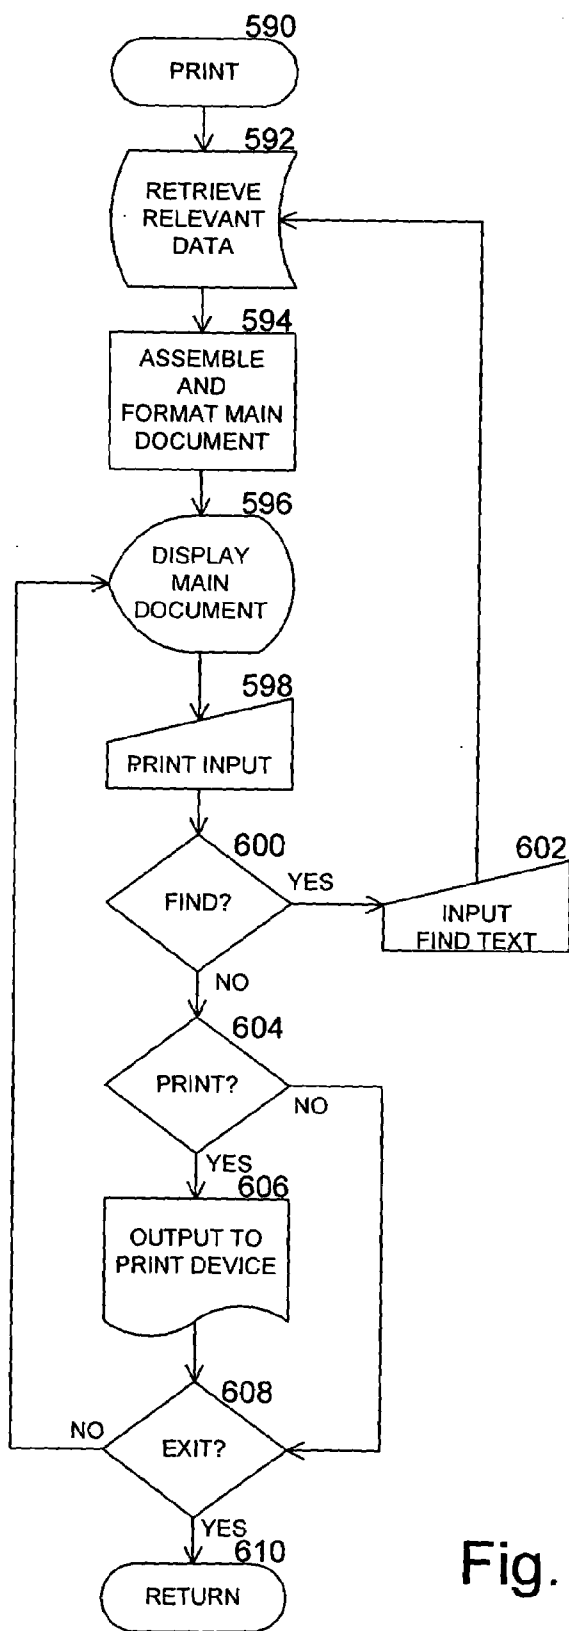 590
PRINT
592
RETRIEVE
RELEVANT
DATA
594
ASSEMBLE
AND
FORMAT MAIN
DOCUMENT
596
DISPLAY
MAIN
DOCUMENT
598
PRINT INPUT
600
FIND?
YES
602
INPUT
FIND TEXT
NO
604
PRINT?
NO
YES
606
OUTPUT TO
PRINT DEVICE
608
NO
EXIT?
YES
610
RETURN
Fig.